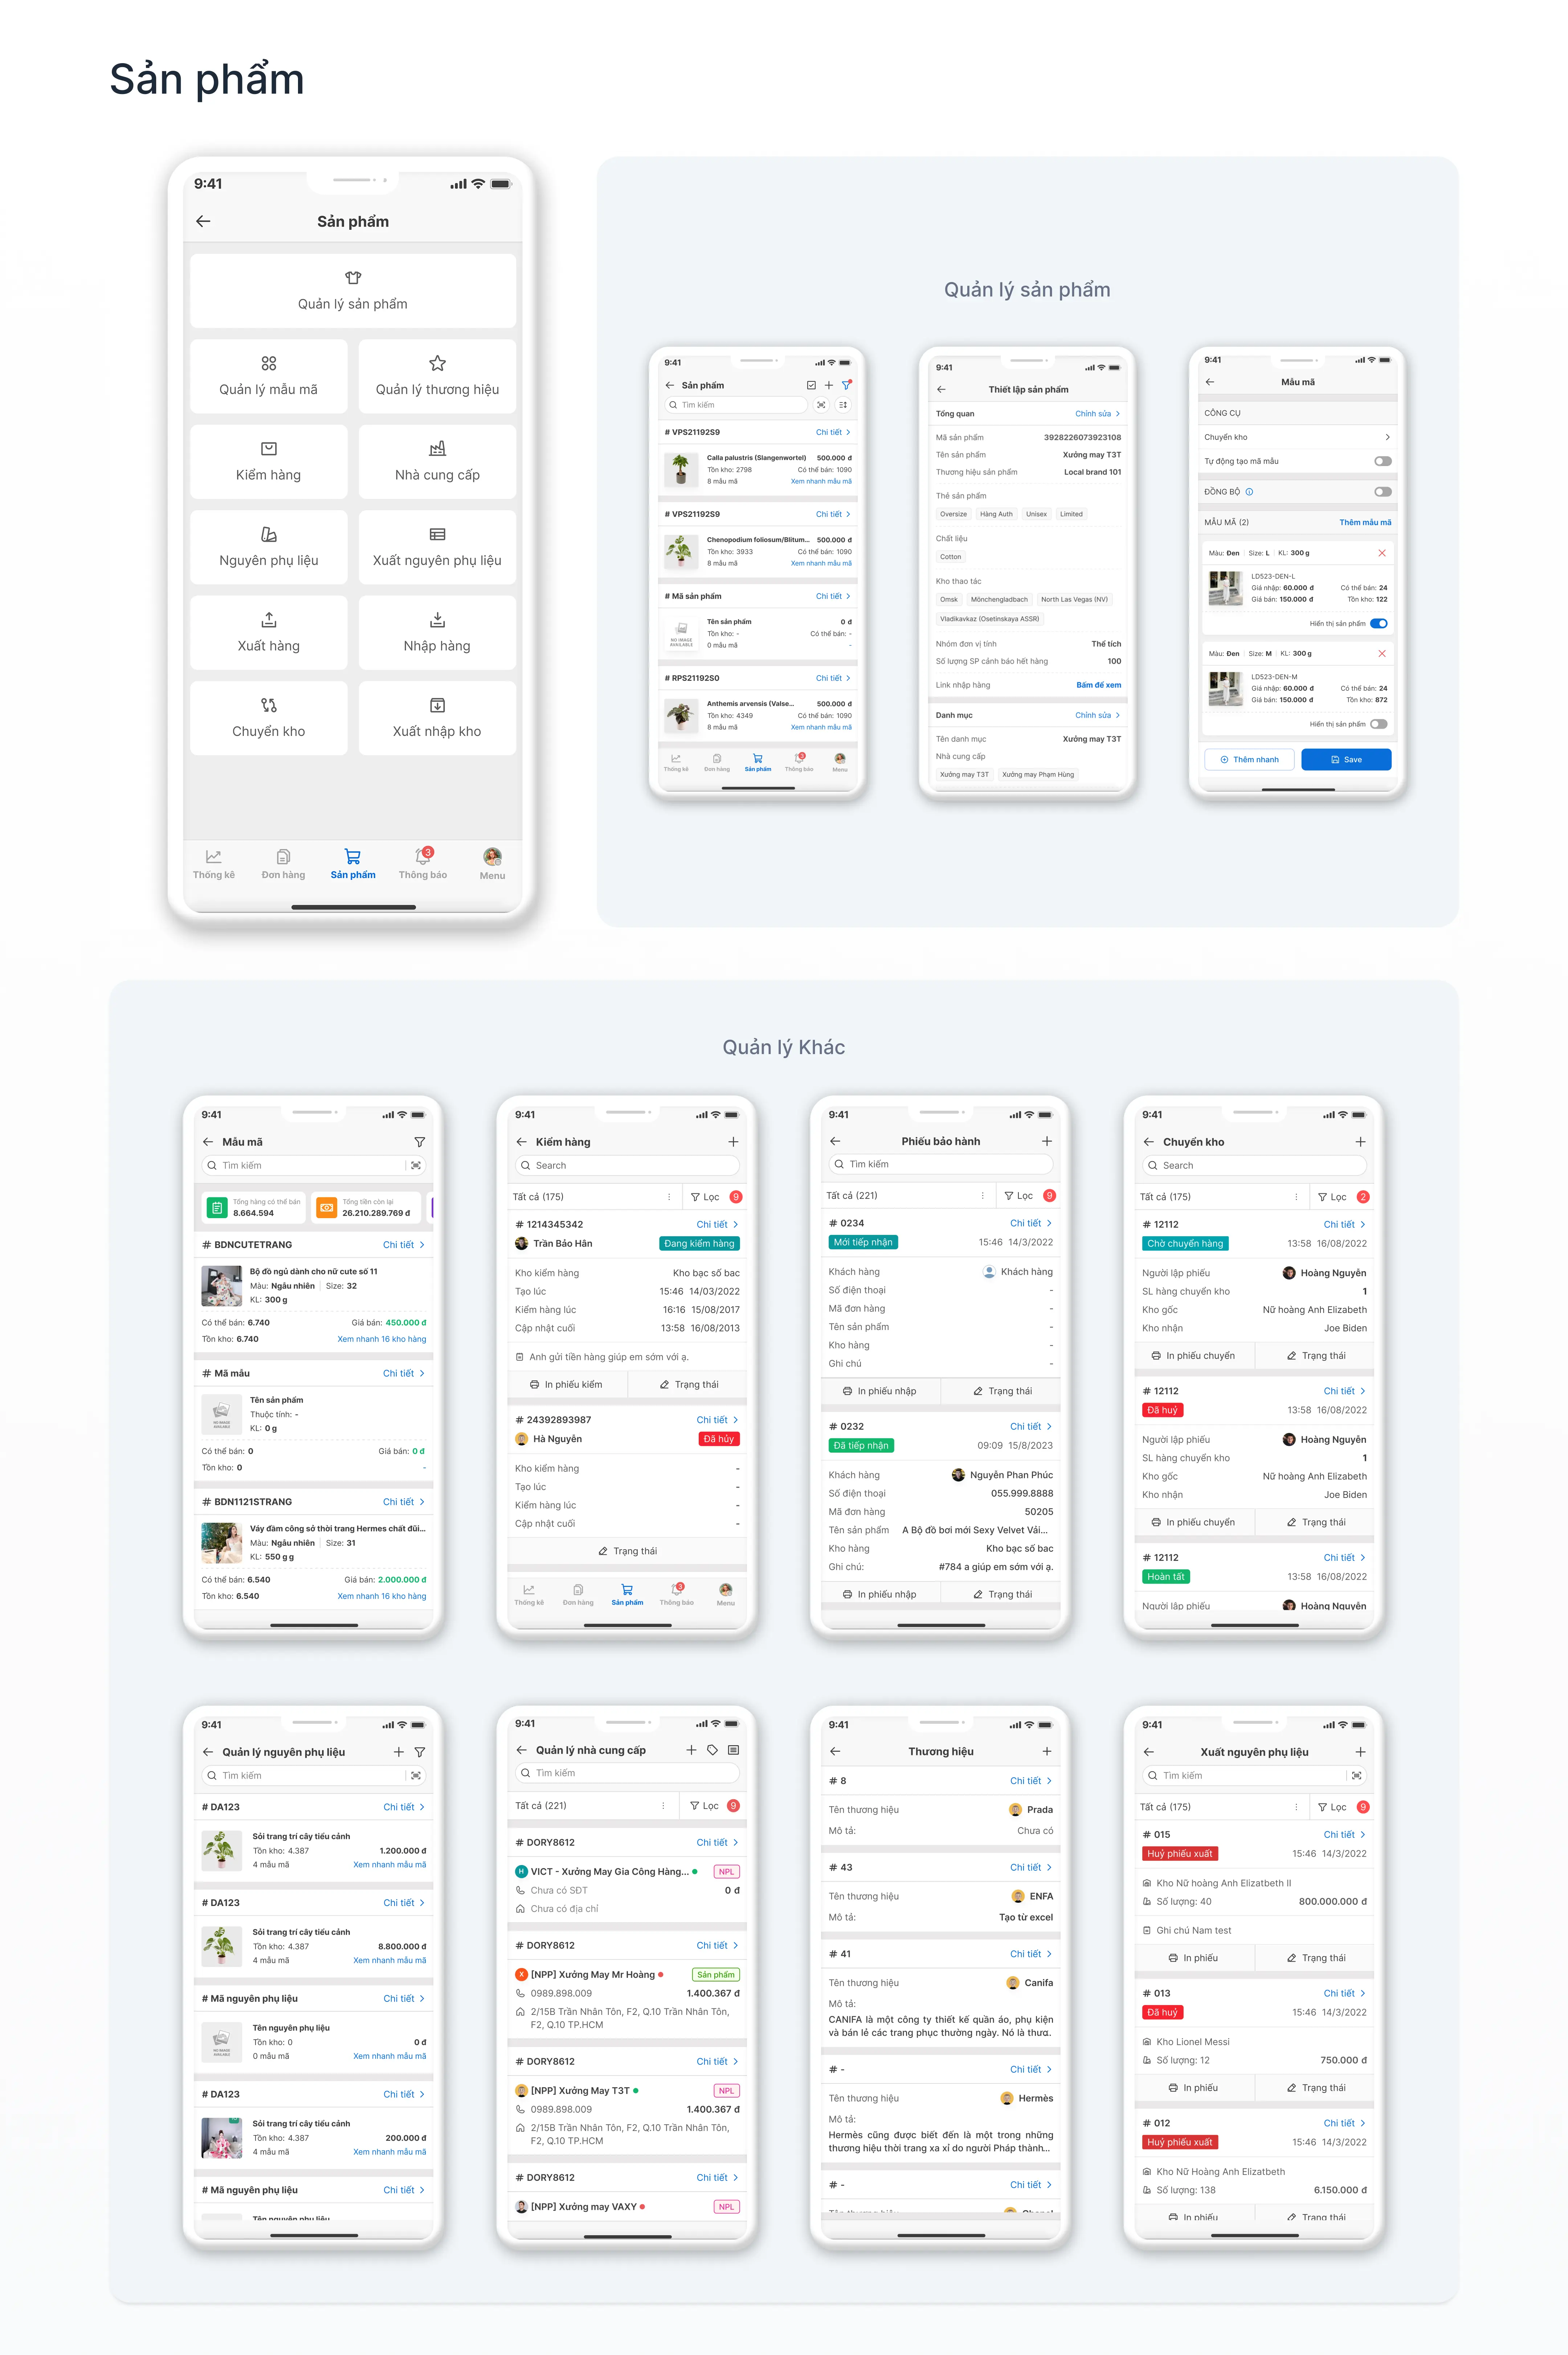 Sản phẩm
9:41
Sản phẩm
Quản lý sản phẩm
Quản lý mẫu mã
Quản lý thương hiệu
Kiểm hàng
Nhà cung cấp
Nguyên phụ liệu
Xuất nguyên phụ liệu
Xuất hàng
Nhập hàng
Chuyển kho
Xuất nhập kho
3
Thống kê
Đơn hàng
Sản phẩm
Thông báo
Menu
Quản lý sản phẩm
9:41
Sản phẩm
Tìm kiếm
# VPS21192S9
Chi tiết
Calla palustris (Slangenwortel) 500.000 đ
Tồn kho: 2798 Có thể bán: 1090
8 mẫu mã Xem nhanh mẫu mã
# VPS21192S9
Chi tiết
Chenopodium foliosum/Blitum... 500.000 đ
Tồn kho: 3933 Có thể bán: 1090
8 mẫu mã Xem nhanh mẫu mã
# Mã sản phẩm
Chi tiết
NO IMAGE AVAILABLE
Tên sản phẩm 0 đ
Tồn kho: - Có thể bán: -
0 mẫu mã -
# RPS21192S0
Chi tiết
Anthemis arvensis (Valse... 500.000 đ
Tồn kho: 4349 Có thể bán: 1090
8 mẫu mã Xem nhanh mẫu mã
3
Thống kê Đơn hàng Sản phẩm Thông báo Menu
9:41
Thiết lập sản phẩm
Tổng quan Chỉnh sửa
Mã sản phẩm 3928226073923108
Tên sản phẩm Xưởng may T3T
Thương hiệu sản phẩm Local brand 101
Thẻ sản phẩm
Oversize Hàng Auth Unisex Limited
Chất liệu
Cotton
Kho thao tác
Omsk Mönchengladbach North Las Vegas (NV)
Vladikavkaz (Osetinskaya ASSR)
Nhóm đơn vị tính Thể tích
Số lượng SP cảnh báo hết hàng 100
Link nhập hàng Bấm để xem
Danh mục Chỉnh sửa
Tên danh mục Xưởng may T3T
Nhà cung cấp
Xưởng may T3T Xưởng may Phạm Hùng
9:41
Mẫu mã
CÔNG CỤ
Chuyển kho
Tự động tạo mã mẫu
ĐỒNG BỘ
MẪU MÃ (2) Thêm mẫu mã
Màu: Đen Size: L KL: 300 g
LD523-DEN-L
Giá nhập: 60.000 đ Có thể bán: 24
Giá bán: 150.000 đ Tồn kho: 122
Hiển thị sản phẩm
Màu: Đen Size: M KL: 300 g
LD523-DEN-M
Giá nhập: 60.000 đ Có thể bán: 24
Giá bán: 150.000 đ Tồn kho: 872
Hiển thị sản phẩm
Thêm nhanh Save
Quản lý Khác
9:41
Mẫu mã
Tìm kiếm
Tổng hàng có thể bán
8.664.594
Tổng tiền còn lại
26.210.289.769 đ
# BDNCUTETRANG Chi tiết
Bộ đồ ngủ dành cho nữ cute số 11
Màu: Ngẫu nhiên Size: 32
KL: 300 g
Có thể bán: 6.740 Giá bán: 450.000 đ
Tồn kho: 6.740 Xem nhanh 16 kho hàng
# Mã mẫu Chi tiết
NO IMAGE AVAILABLE
Tên sản phẩm
Thuộc tính: -
KL: 0 g
Có thể bán: 0 Giá bán: 0 đ
Tồn kho: 0 -
# BDN1121STRANG Chi tiết
Váy đầm công sở thời trang Hermes chất đũi...
Màu: Ngẫu nhiên Size: 31
KL: 550 g g
Có thể bán: 6.540 Giá bán: 2.000.000 đ
Tồn kho: 6.540 Xem nhanh 16 kho hàng
9:41
Kiểm hàng
Search
Tất cả (175) Lọc 9
# 1214345342 Chi tiết
Trần Bảo Hân Đang kiểm hàng
Kho kiểm hàng Kho bạc số bac
Tạo lúc 15:46 14/03/2022
Kiểm hàng lúc 16:16 15/08/2017
Cập nhật cuối 13:58 16/08/2013
Anh gửi tiền hàng giúp em sớm với ạ.
In phiếu kiểm Trạng thái
# 24392893987 Chi tiết
Hà Nguyên Đã hủy
Kho kiểm hàng -
Tạo lúc -
Kiểm hàng lúc -
Cập nhật cuối -
Trạng thái
3
Thống kê Đơn hàng Sản phẩm Thông báo Menu
9:41
Phiếu bảo hành
Tìm kiếm
Tất cả (221) Lọc 9
# 0234 Chi tiết
Mới tiếp nhận 15:46 14/3/2022
Khách hàng Khách hàng
Số điện thoại -
Mã đơn hàng -
Tên sản phẩm -
Kho hàng -
Ghi chú -
In phiếu nhập Trạng thái
# 0232 Chi tiết
Đã tiếp nhận 09:09 15/8/2023
Khách hàng Nguyễn Phan Phúc
Số điện thoại 055.999.8888
Mã đơn hàng 50205
Tên sản phẩm A Bộ đồ bơi mới Sexy Velvet Vải...
Kho hàng Kho bạc số bac
Ghi chú: #784 a giúp em sớm với ạ.
In phiếu nhập Trạng thái
9:41
Chuyển kho
Search
Tất cả (175) Lọc 2
# 12112 Chi tiết
Chờ chuyển hàng 13:58 16/08/2022
Người lập phiếu Hoàng Nguyên
SL hàng chuyển kho 1
Kho gốc Nữ hoàng Anh Elizabeth
Kho nhận Joe Biden
In phiếu chuyển Trạng thái
# 12112 Chi tiết
Đã huỷ 13:58 16/08/2022
Người lập phiếu Hoàng Nguyên
SL hàng chuyển kho 1
Kho gốc Nữ hoàng Anh Elizabeth
Kho nhận Joe Biden
In phiếu chuyển Trạng thái
# 12112 Chi tiết
Hoàn tất 13:58 16/08/2022
Người lập phiếu Hoàng Nguyên
9:41
Quản lý nguyên phụ liệu
Tìm kiếm
# DA123 Chi tiết
Sỏi trang trí cây tiểu cảnh
Tồn kho: 4.387 1.200.000 đ
4 mẫu mã Xem nhanh mẫu mã
# DA123 Chi tiết
Sỏi trang trí cây tiểu cảnh
Tồn kho: 4.387 8.800.000 đ
4 mẫu mã Xem nhanh mẫu mã
# Mã nguyên phụ liệu Chi tiết
NO IMAGE AVAILABLE
Tên nguyên phụ liệu
Tồn kho: 0 0 đ
0 mẫu mã Xem nhanh mẫu mã
# DA123 Chi tiết
Sỏi trang trí cây tiểu cảnh
Tồn kho: 4.387 200.000 đ
4 mẫu mã Xem nhanh mẫu mã
# Mã nguyên phụ liệu Chi tiết
Tên nguyên phụ liệu
9:41
Quản lý nhà cung cấp
Tìm kiếm
Tất cả (221) Lọc 9
# DORY8612 Chi tiết
H VICT - Xưởng May Gia Công Hàng... NPL
Chưa có SĐT 0 đ
Chưa có địa chỉ
# DORY8612 Chi tiết
X [NPP] Xưởng May Mr Hoàng Sản phẩm
0989.898.009 1.400.367 đ
2/15B Trần Nhân Tôn, F2, Q.10 Trần Nhân Tôn,
F2, Q.10 TP.HCM
# DORY8612 Chi tiết
[NPP] Xưởng May T3T NPL
0989.898.009 1.400.367 đ
2/15B Trần Nhân Tôn, F2, Q.10 Trần Nhân Tôn,
F2, Q.10 TP.HCM
# DORY8612 Chi tiết
[NPP] Xưởng may VAXY NPL
9:41
Thương hiệu
# 8 Chi tiết
Tên thương hiệu Prada
Mô tả: Chưa có
# 43 Chi tiết
Tên thương hiệu ENFA
Mô tả: Tạo từ excel
# 41 Chi tiết
Tên thương hiệu Canifa
Mô tả:
CANIFA là một công ty thiết kế quần áo, phụ kiện
và bán lẻ các trang phục thường ngày. Nó là thươ..
# - Chi tiết
Tên thương hiệu Hermès
Mô tả:
Hermès cũng được biết đến là một trong những
thương hiệu thời trang xa xỉ do người Pháp thành...
# - Chi tiết
9:41
Xuất nguyên phụ liệu
Tìm kiếm
Tất cả (175) Lọc 9
# 015 Chi tiết
Huỷ phiếu xuất 15:46 14/3/2022
Kho Nữ hoàng Anh Elizatbeth II
Số lượng: 40 800.000.000 đ
Ghi chú Nam test
In phiếu Trạng thái
# 013 Chi tiết
Đã huỷ 15:46 14/3/2022
Kho Lionel Messi
Số lượng: 12 750.000 đ
In phiếu Trạng thái
# 012 Chi tiết
Huỷ phiếu xuất 15:46 14/3/2022
Kho Nữ Hoàng Anh Elizatbeth
Số lượng: 138 6.150.000 đ
In phiếu Trạng thái